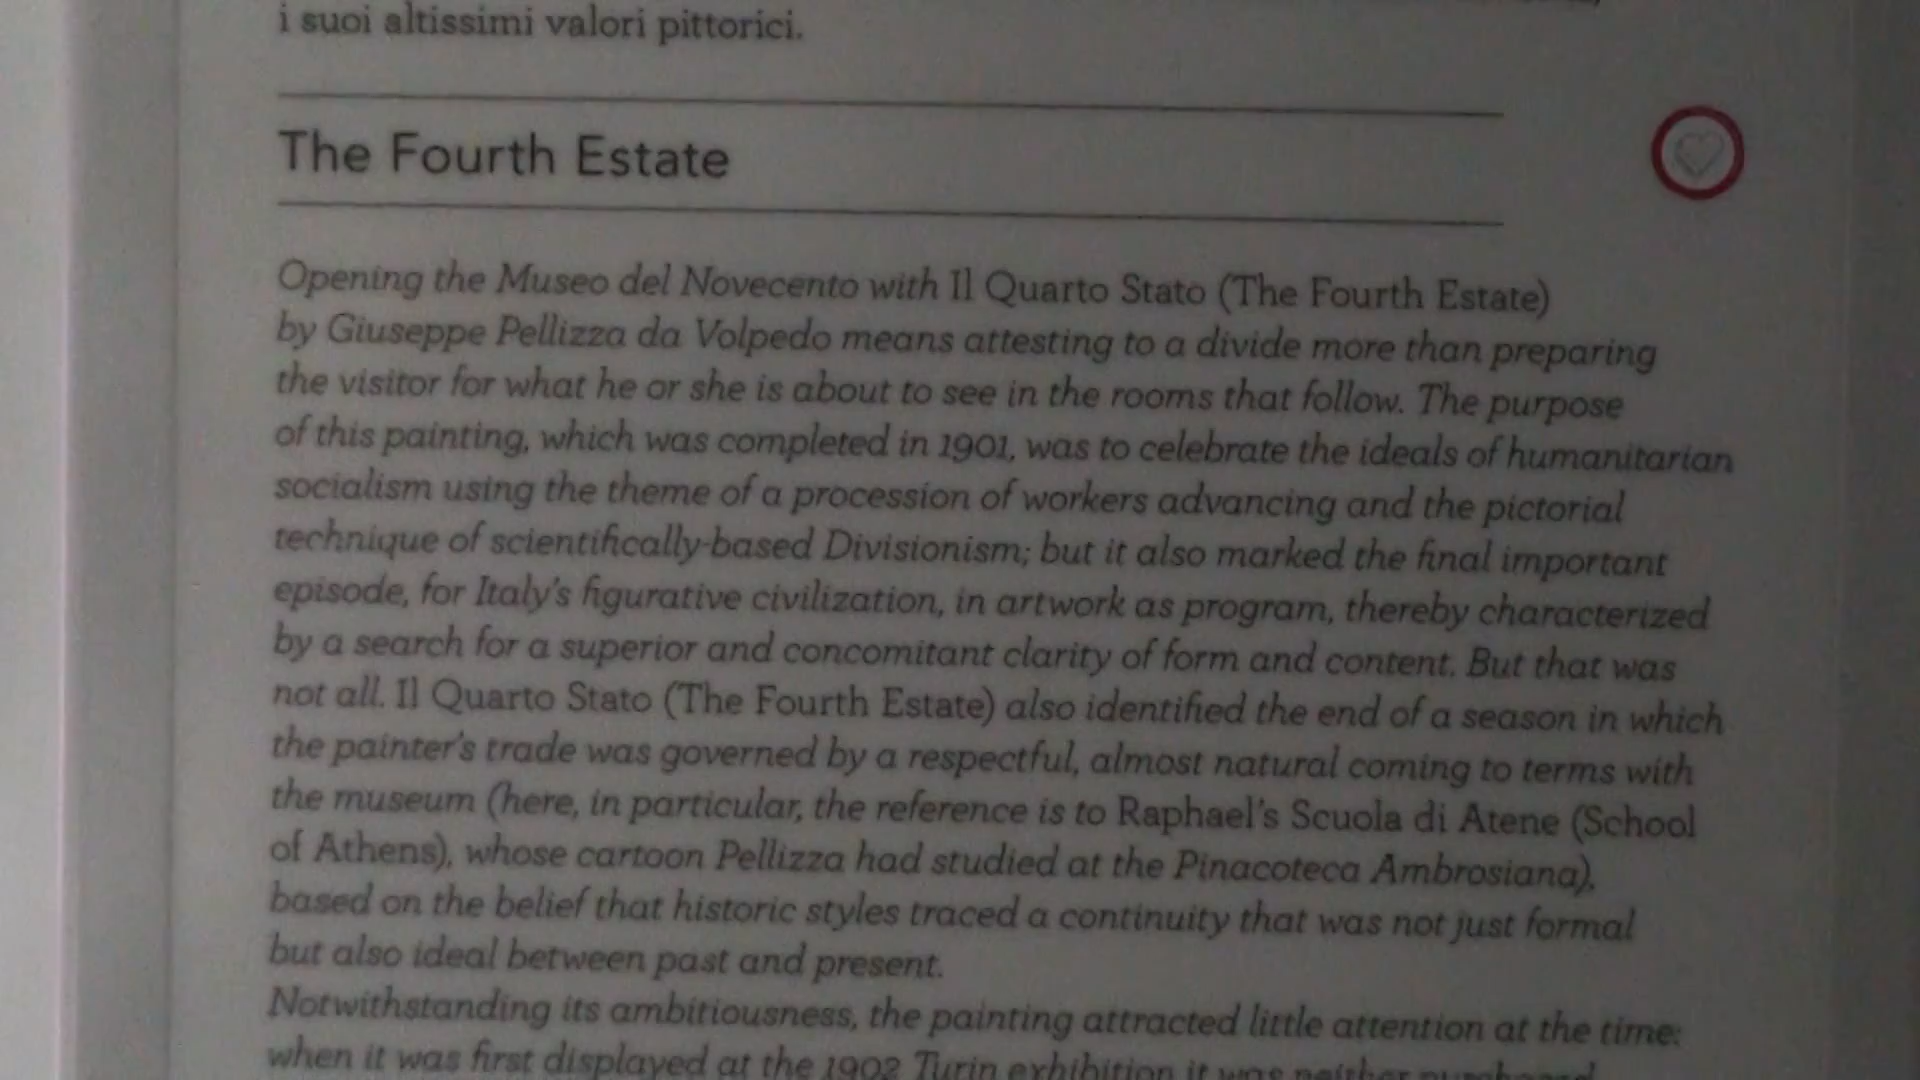 i suoi altissimi valori pittorici.
The Fourth Estate
Opening the Museo del Novecento with Il Quarto Stato (The Fourth Estate)
by Giuseppe Pellizza da Volpedo means attesting to a divide more than preparing
the visitor for what he or she is about to see in the rooms that follow. The purpose
of this painting, which was completed in 1901, was to celebrate the ideals of humanitarian
socialism using the theme of a procession of workers advancing and the pictorial
technique of scientifically-based Divisionism; but it also marked the final important
episode, for Italy's figurative civilization, in artwork as program, thereby characterized
by a search for a superior and concomitant clarity of form and content. But that was
not all. Il Quarto Stato (The Fourth Estate) also identified the end of a season in which
the painter's trade was governed by a respectful, almost natural coming to terms with
the museum (here, in particular, the reference is to Raphael's Scuola di Atene (School
of Athens), whose cartoon Pellizza had studied at the Pinacoteca Ambrosiana),
based on the belief that historic styles traced a continuity that was not just formal
but also ideal between past and present.
Notwithstanding its ambitiousness, the painting attracted little attention at the time:
when it was first displayed at the 1902 Turin exhibition it was neither purchased